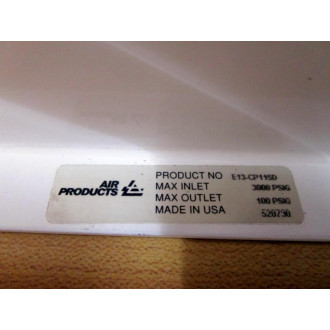 AIR
PRODUCTS
PRODUCT NO E13-CP115D
MAX INLET 3000 PSIG
MAX OUTLET 100 PSIG
MADE IN USA 520730